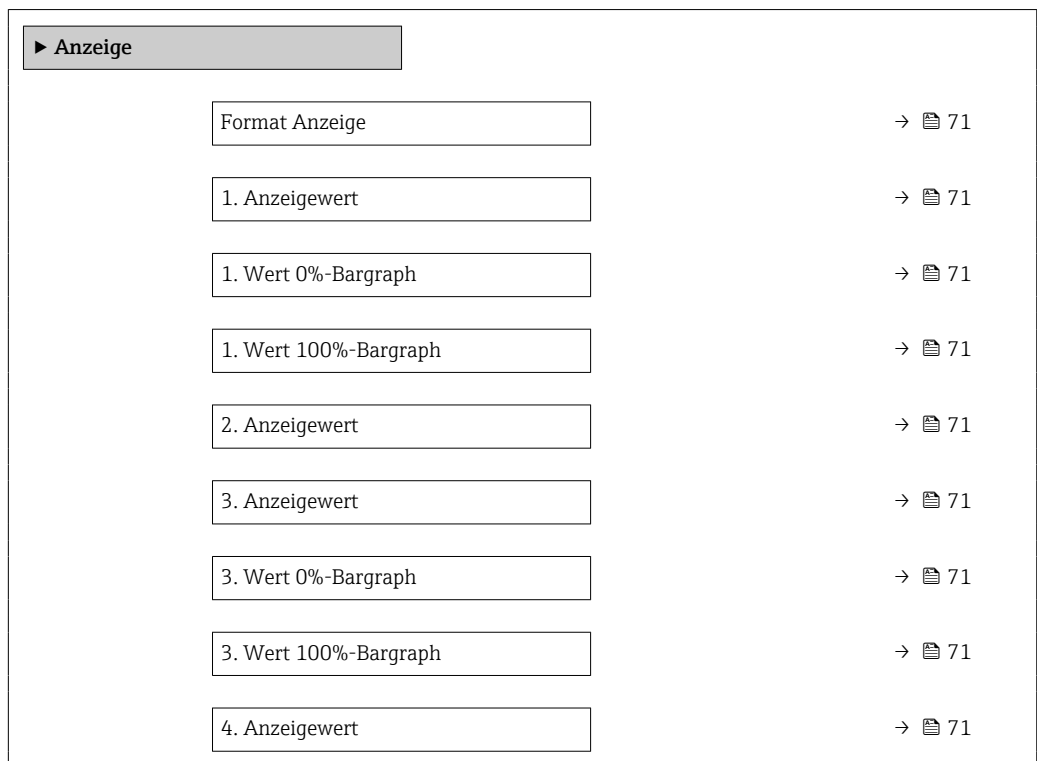 ▶ Anzeige
Format Anzeige → 71
1. Anzeigewert → 71
1. Wert 0%-Bargraph → 71
1. Wert 100%-Bargraph → 71
2. Anzeigewert → 71
3. Anzeigewert → 71
3. Wert 0%-Bargraph → 71
3. Wert 100%-Bargraph → 71
4. Anzeigewert → 71